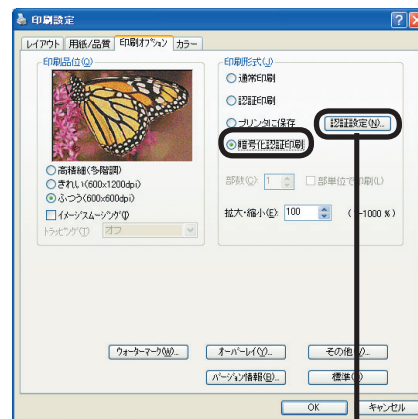 印刷設定
レイアウト 用紙/品質 印刷オプション カラー
印刷品位(Q)
高精細(多階調)
きれい(600x1200dpi)
ふつう(600x600dpi)
イメージスムージング(I)
トラッピング(T) オフ
印刷形式(J)
通常印刷
認証印刷
プリンタに保存 認証設定(N)...
暗号化認証印刷
部数(C): 1 部単位で印刷(L)
拡大・縮小(E): 100 ( -1000 %)
ウォーターマーク(W)... オーバーレイ(Y)... その他
バージョン情報(B)... 標準
OK キャンセル